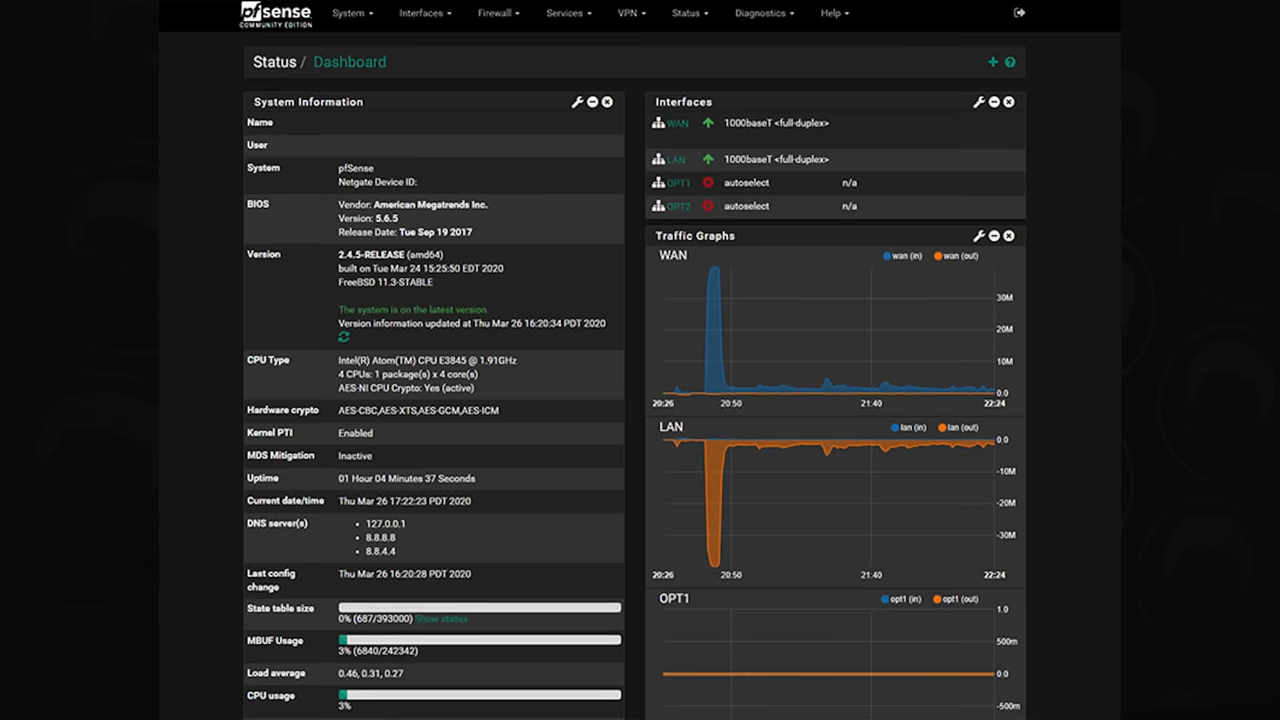 pfsense
COMMUNITY EDITION
System Interfaces Firewall Services VPN Status Diagnostics Help
Status / Dashboard
System Information
Name
User
System pfSense
Netgate Device ID:
BIOS Vendor: American Megatrends Inc.
Version: 5.6.5
Release Date: Tue Sep 19 2017
Version 2.4.5-RELEASE (amd64)
built on Tue Mar 24 15:25:50 EDT 2020
FreeBSD 11.3-STABLE
The system is on the latest version.
Version information updated at Thu Mar 26 16:20:34 PDT 2020
CPU Type Intel(R) Atom(TM) CPU E3845 @ 1.91GHz
4 CPUs: 1 package(s) x 4 core(s)
AES-NI CPU Crypto: Yes (active)
Hardware crypto AES-CBC,AES-XTS,AES-GCM,AES-ICM
Kernel PTI Enabled
MDS Mitigation Inactive
Uptime 01 Hour 04 Minutes 37 Seconds
Current date/time Thu Mar 26 17:22:23 PDT 2020
DNS server(s)
• 127.0.0.1
• 8.8.8.8
• 8.8.4.4
Last config change Thu Mar 26 16:20:28 PDT 2020
State table size
0% (687/393000) Show states
MBUF Usage
3% (6840/242342)
Load average 0.46, 0.31, 0.27
CPU usage
3%
Interfaces
WAN 1000baseT <full-duplex>
LAN 1000baseT <full-duplex>
OPT1 autoselect n/a
OPT2 autoselect n/a
Traffic Graphs
WAN wan (in) wan (out)
30M
20M
10M
0.0
20:26 20:50 21:40 22:24
LAN lan (in) lan (out)
0.0
-10M
-20M
-30M
20:26 20:50 21:40 22:24
OPT1 opt1 (in) opt1 (out)
1.0
500m
0.0
-500m